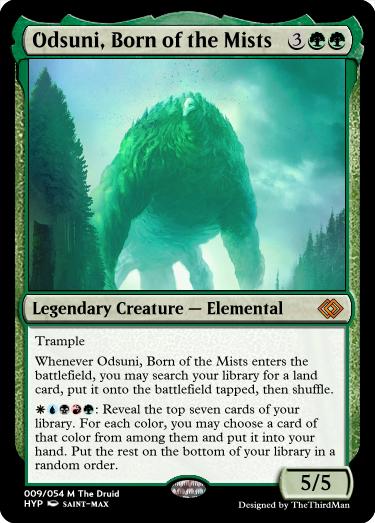 Odsuni, Born of the Mists 3
Legendary Creature — Elemental
Trample
Whenever Odsuni, Born of the Mists enters the
battlefield, you may search your library for a land
card, put it onto the battlefield tapped, then shuffle.
: Reveal the top seven cards of your
library. For each color, you may choose a card of
that color from among them and put it into your
hand. Put the rest on the bottom of your library in a
random order.
5/5
009/054 M The Druid
HYP SAINT-MAX
Designed by TheThirdMan